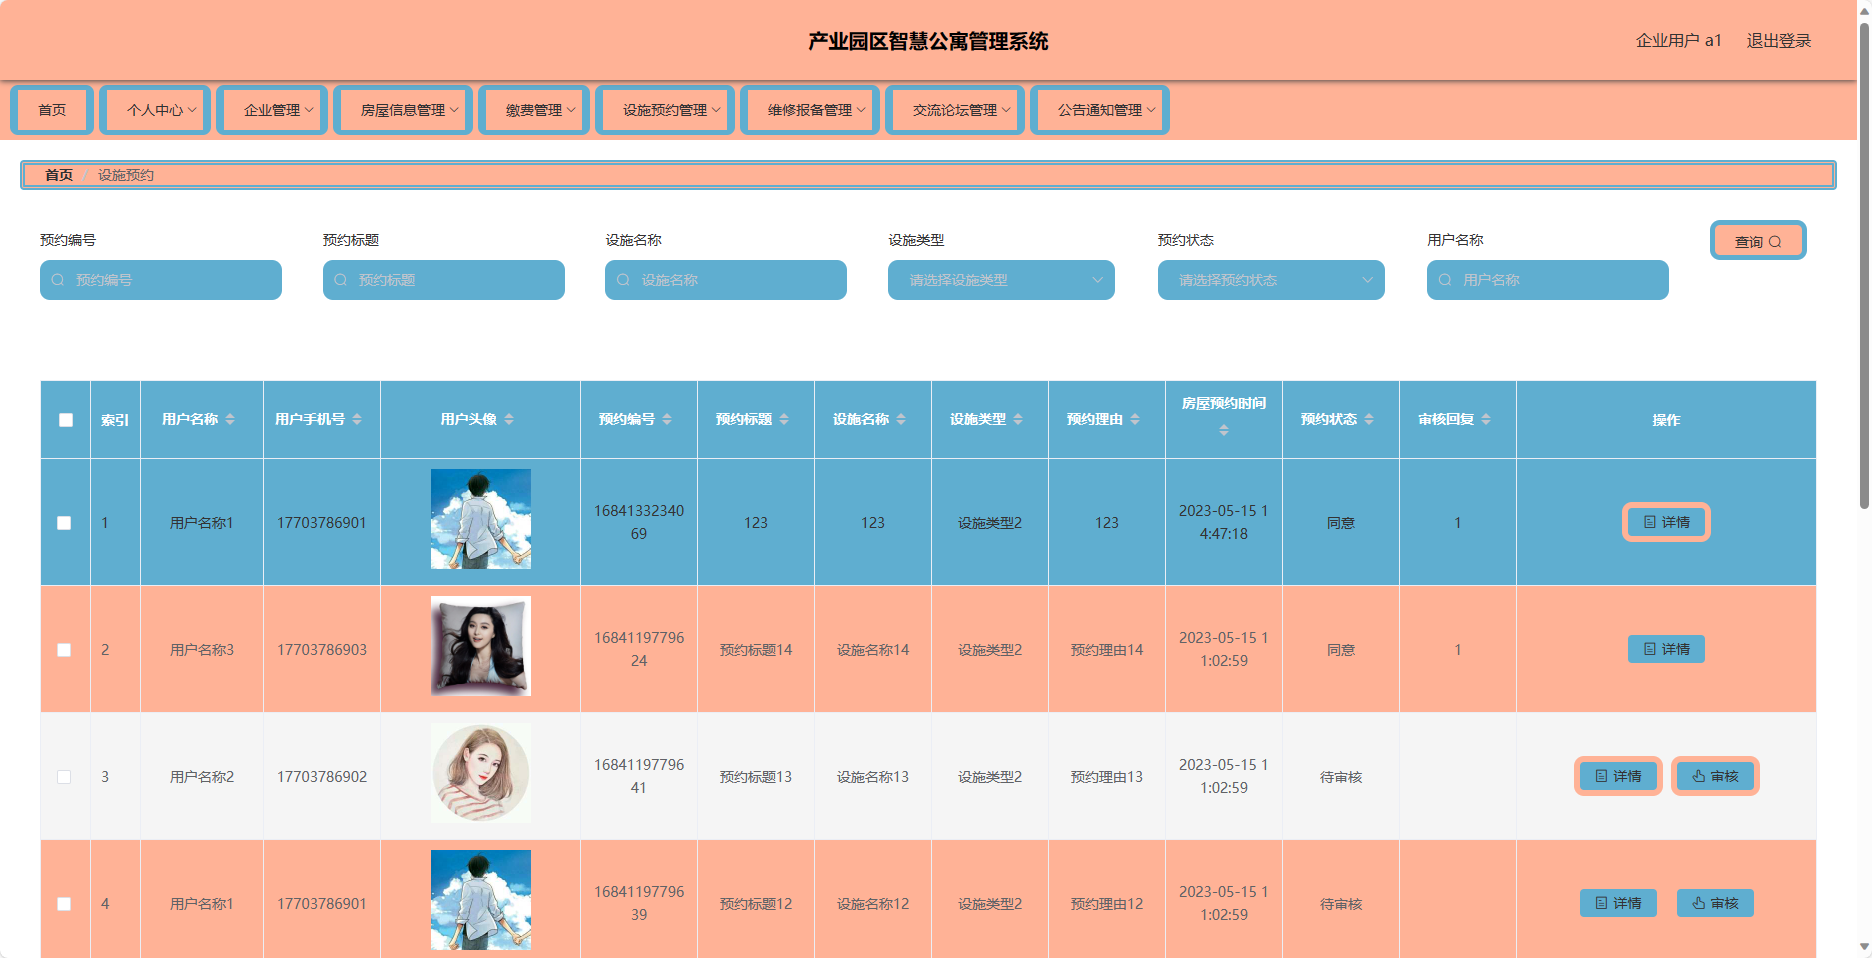 产业园区智慧公寓管理系统
企业用户 a1 退出登录
首页 个人中心 企业管理 房屋信息管理 缴费管理 设施预约管理 维修报备管理 交流论坛管理 公告通知管理
首页 / 设施预约
预约编号 预约标题 设施名称 设施类型 预约状态 用户名称
查询
预约编号 预约标题 设施名称 请选择设施类型 请选择预约状态 用户名称
索引 用户名称 用户手机号 用户头像 预约编号 预约标题 设施名称 设施类型 预约理由 房屋预约时间 预约状态 审核回复 操作
1 用户名称1 17703786901 1684133234069 123 123 设施类型2 123 2023-05-15 14:47:18 同意 1 详情
2 用户名称3 17703786903 1684119779624 预约标题14 设施名称14 设施类型2 预约理由14 2023-05-15 11:02:59 同意 1 详情
3 用户名称2 17703786902 1684119779641 预约标题13 设施名称13 设施类型2 预约理由13 2023-05-15 11:02:59 待审核 详情 审核
4 用户名称1 17703786901 1684119779639 预约标题12 设施名称12 设施类型2 预约理由12 2023-05-15 11:02:59 待审核 详情 审核